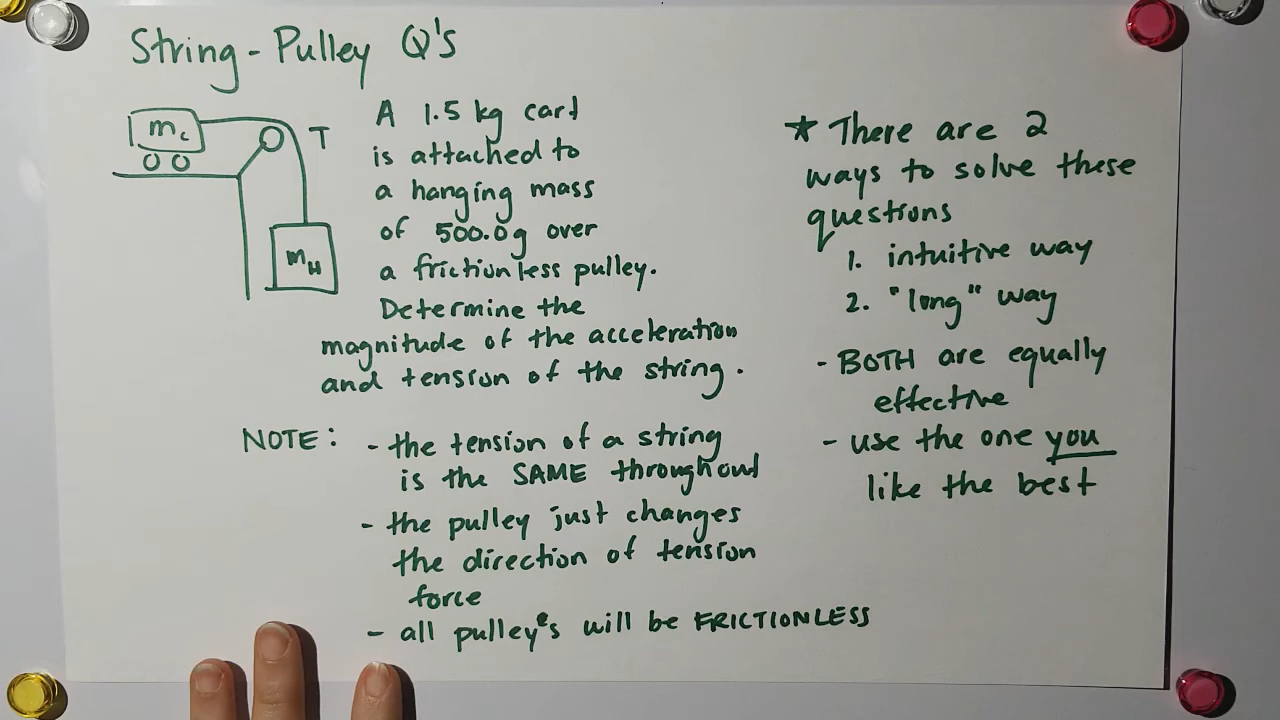 String - Pulley Q's
mc
T
mH
A 1.5 kg cart
is attached to
a hanging mass
of 500.0g over
a frictionless pulley.
Determine the
magnitude of the acceleration
and tension of the string.
NOTE: - the tension of a string
is the SAME throughout
- the pulley just changes
the direction of tension
force
- all pulley's will be FRICTIONLESS
* There are 2
ways to solve these
questions
1. intuitive way
2. "long" way
- BOTH are equally
effective
- use the one you
like the best